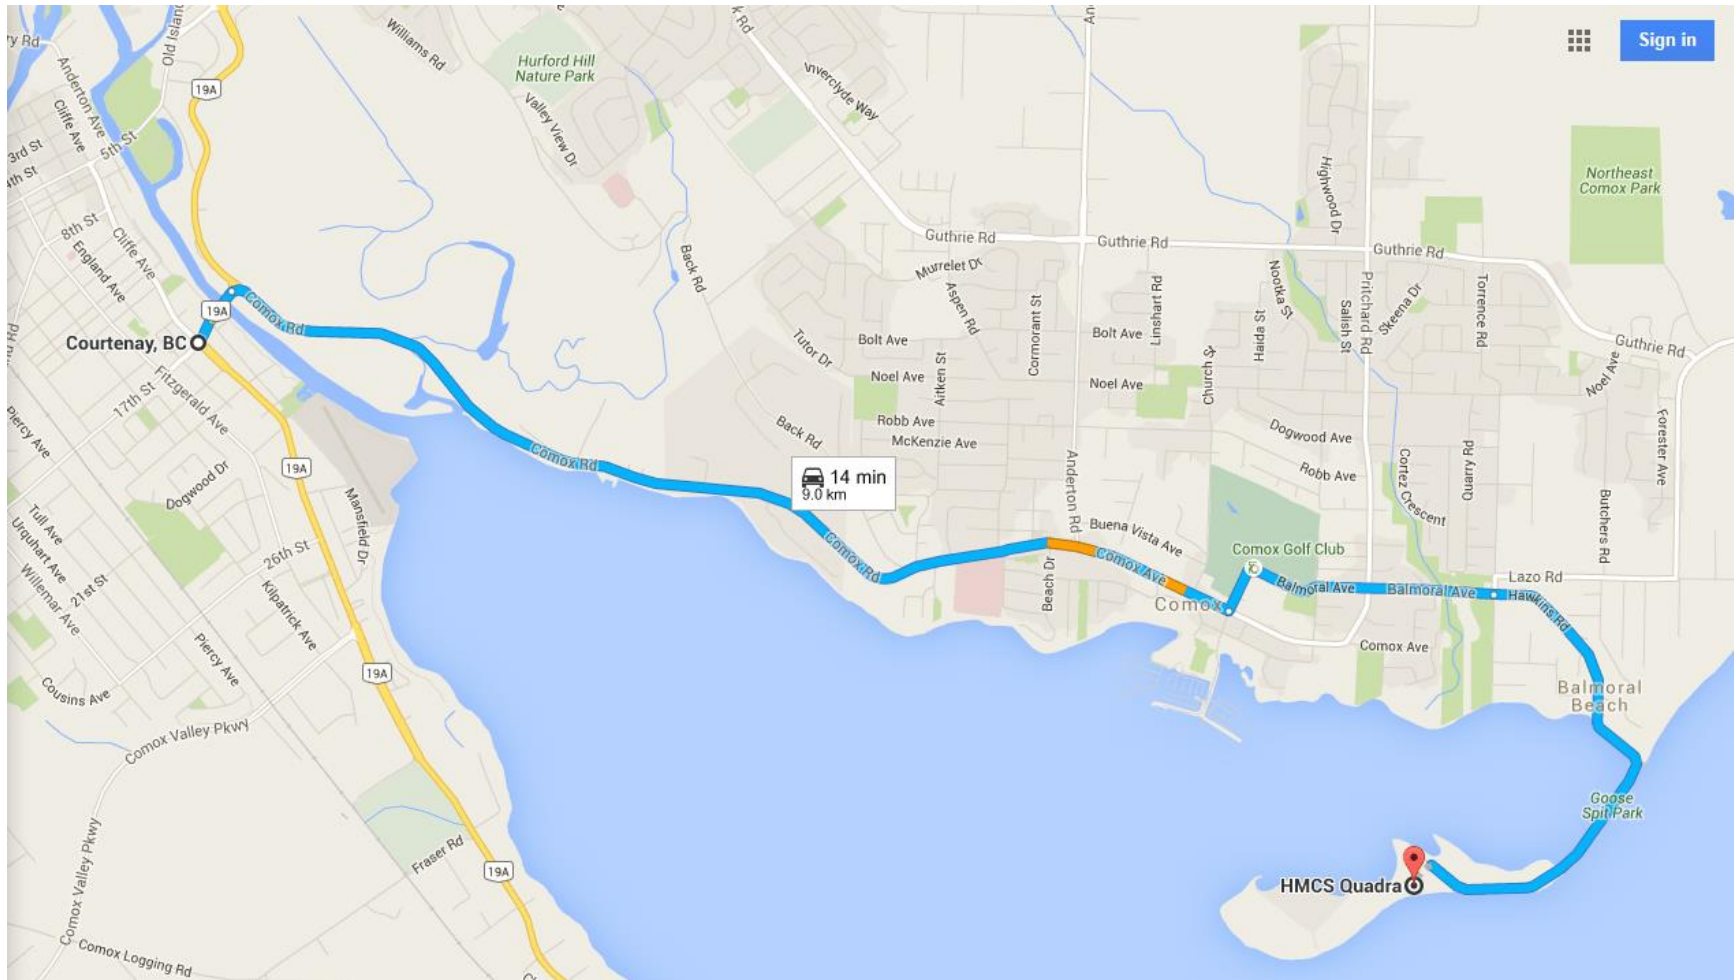 Sign in
Old Island
Williams Rd
Hurford Hill
Nature Park
Anderton Ave
Cliffe Ave
5th St
3rd St
8th St
19A
Valley View Dr
Inverclyde Way
Highwood Dr
Northeast
Comox Park
Guthrie Rd
Guthrie Rd
Guthrie Rd
Guthrie Rd
Cliffe Ave
England Ave
19A
Comox Rd
Courtenay, BC
Back Rd
Murrelet Dr
Aspen Rd
Cormorant St
Linshart Rd
Nootka St
Haida St
Salish St
Pritchard Rd
Skeena Dr
Torrence Rd
Noel Ave
Forester Ave
Tutor Dr
Bolt Ave
Bolt Ave
Noel Ave
Noel Ave
Aitken St
Church St
Robb Ave
McKenzie Ave
Back Rd
Dogwood Ave
Robb Ave
Cortez Crescent
Quarry Rd
Butchers Rd
17th St
Fitzgerald Ave
Piercy Ave
Dogwood Dr
19A
Mansfield Dr
Comox Rd
14 min
9.0 km
Anderton Rd
Buena Vista Ave
Comox Golf Club
Comox Rd
Beach Dr
Comox Ave
Comox
Balmoral Ave
Balmoral Ave
Lazo Rd
Hawkins Rd
Comox Ave
Tull Ave
Urquhart Ave
Willemar Ave
21st St
26th St
Kilpatrick Ave
Piercy Ave
Cousins Ave
19A
Balmoral
Beach
Comox Valley Pkwy
Goose
Spit Park
Fraser Rd
19A
HMCS Quadra
Comox Valley Pkwy
Comox Logging Rd